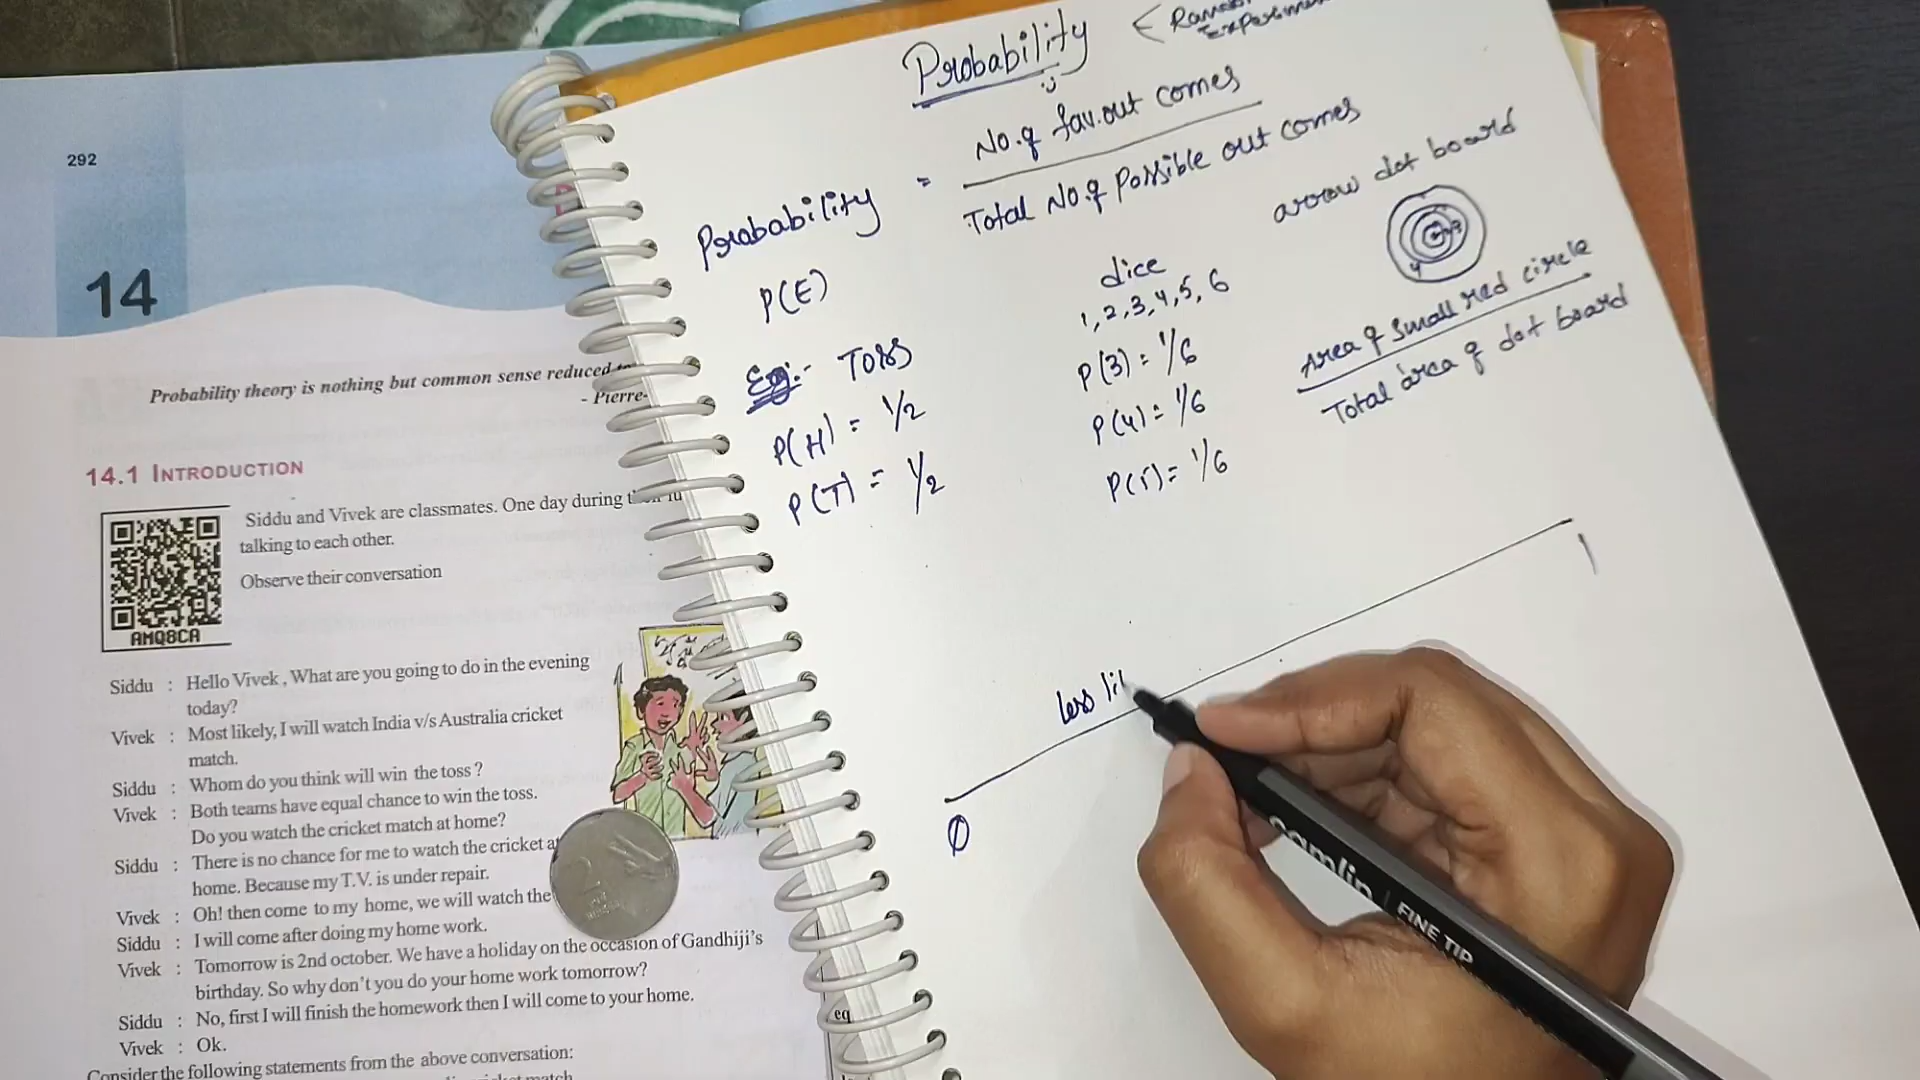 292
14
Probability theory is nothing but common sense reduced
- Pierre-
14.1 INTRODUCTION
AMQ8CA
Siddu and Vivek are classmates. One day during
talking to each other.
Observe their conversation
Siddu : Hello Vivek , What are you going to do in the evening
today?
Vivek : Most likely, I will watch India v/s Australia cricket
match.
Siddu : Whom do you think will win the toss ?
Vivek : Both teams have equal chance to win the toss.
Do you watch the cricket match at home?
Siddu : There is no chance for me to watch the cricket
home. Because my T.V. is under repair.
Vivek : Oh! then come to my home, we will watch the
Siddu : I will come after doing my home work.
Vivek : Tomorrow is 2nd october. We have a holiday on the occasion of Gandhiji's
birthday. So why don't you do your home work tomorrow?
Siddu : No, first I will finish the homework then I will come to your home.
Vivek : Ok.
Consider the following statements from the above conversation:
cricket match
eq
Probability
Probability = No. of fav. out comes
Total No. of Possible out comes
P(E)
Eg:- Toss
P(H) = 1/2
P(T) = 1/2
dice
1, 2, 3, 4, 5, 6
P(3) = 1/6
P(4) = 1/6
P(5) = 1/6
arrow dot board
Area of small red circle
Total area of dot board
less
0
1
camlin FINE TIP